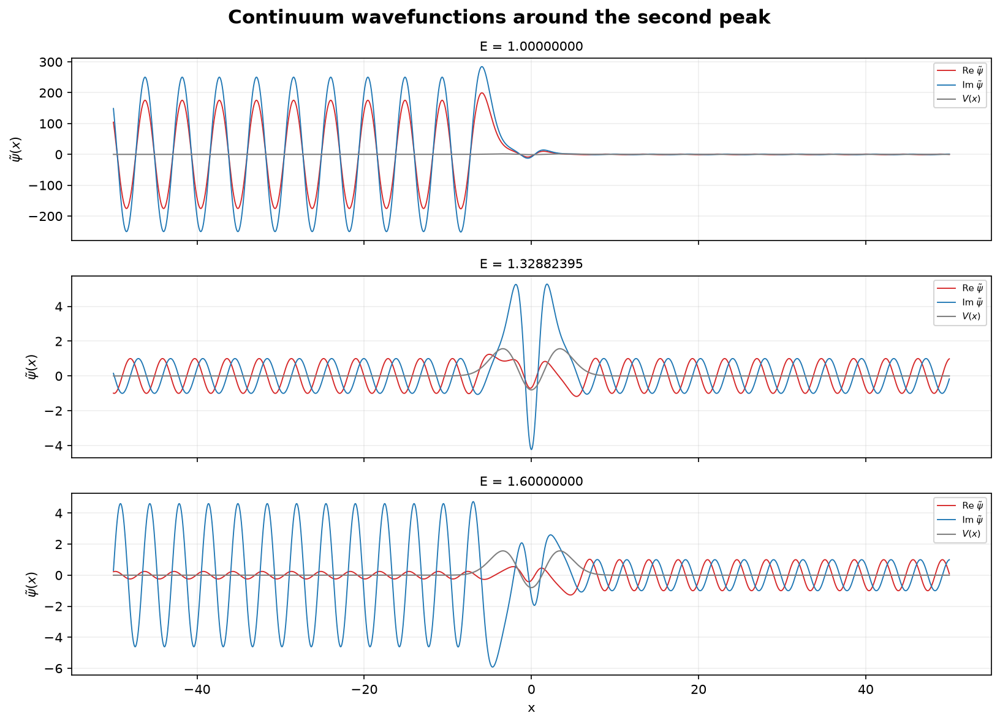 Continuum wavefunctions around the second peak
E = 1.00000000
300
200
100
0
−100
−200
ψ̃(x)
Re ψ̃
Im ψ̃
V(x)
E = 1.32882395
4
2
0
−2
−4
ψ̃(x)
Re ψ̃
Im ψ̃
V(x)
E = 1.60000000
4
2
0
−2
−4
−6
ψ̃(x)
Re ψ̃
Im ψ̃
V(x)
−40 −20 0 20 40
x